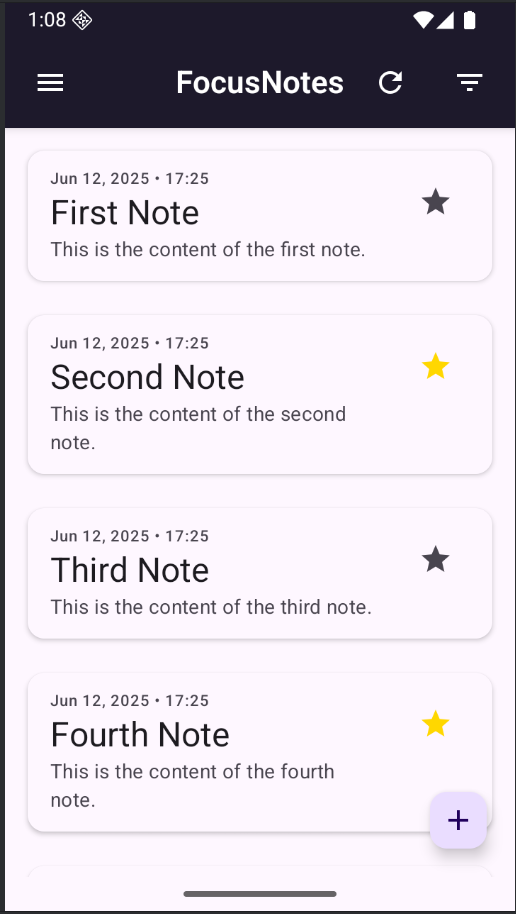 1:08
FocusNotes
Jun 12, 2025 • 17:25
First Note
This is the content of the first note.
Jun 12, 2025 • 17:25
Second Note
This is the content of the second
note.
Jun 12, 2025 • 17:25
Third Note
This is the content of the third note.
Jun 12, 2025 • 17:25
Fourth Note
This is the content of the fourth
note.